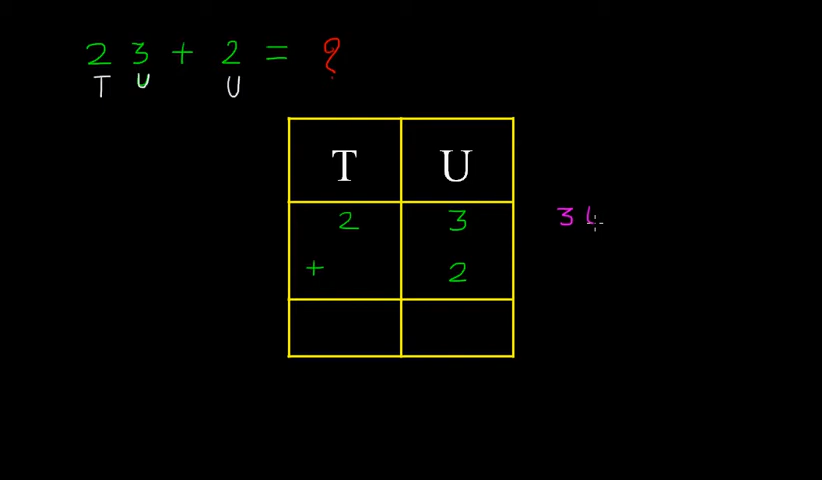 23 + 2 = ?
T U U
T U
2 3
+ 2
3